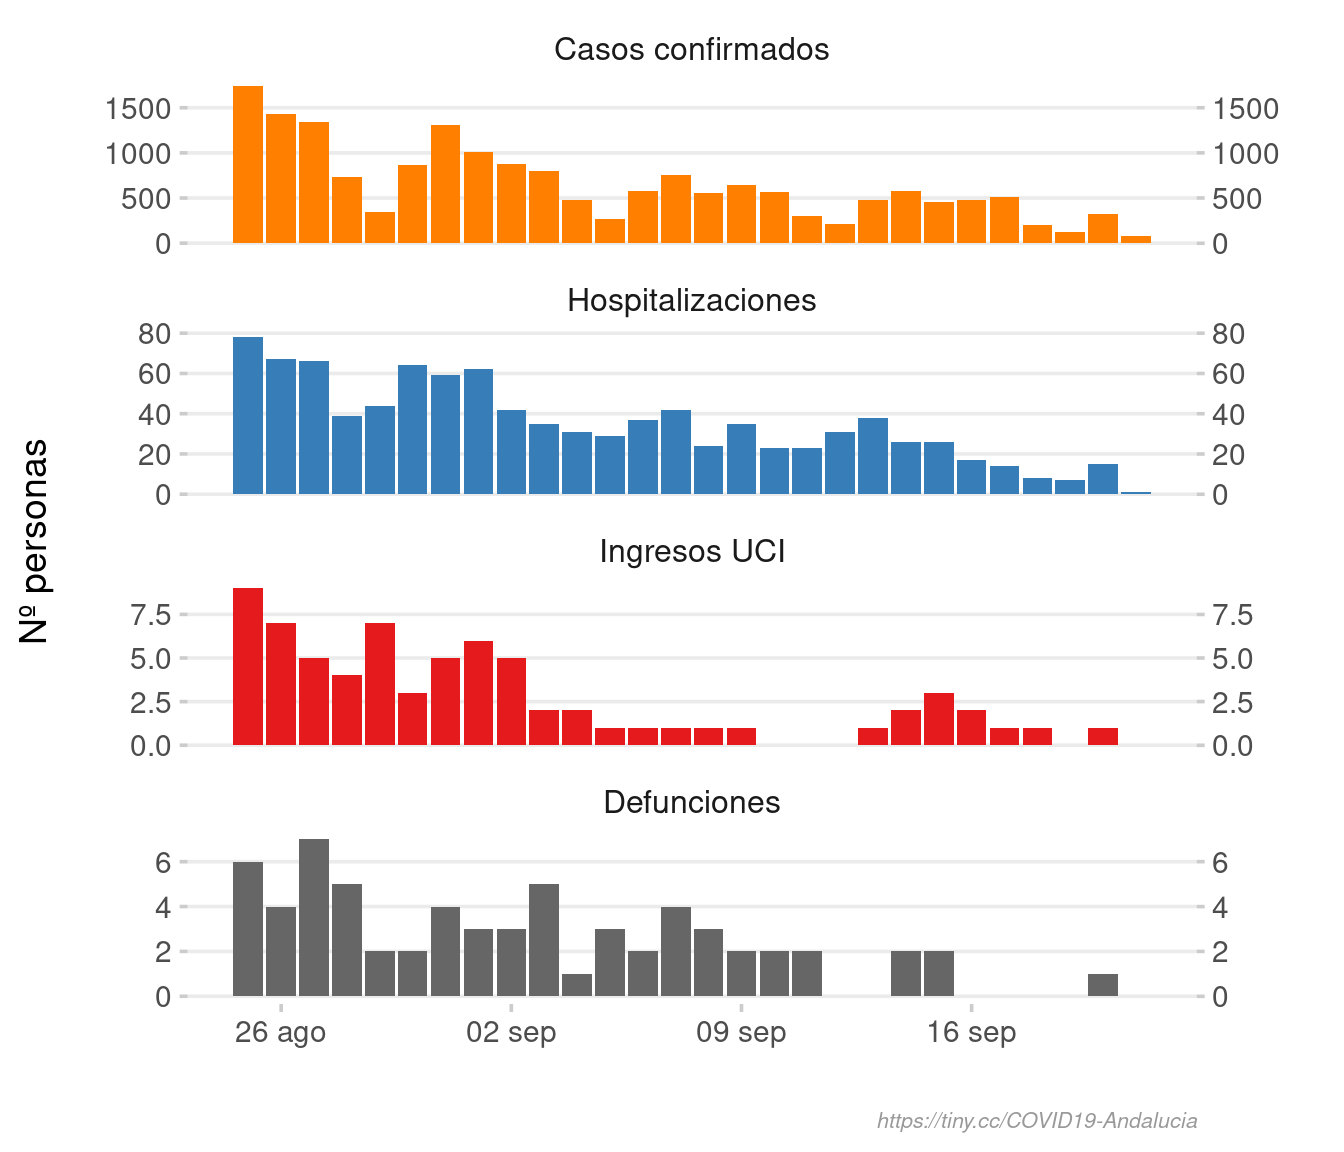 Casos confirmados
1500 1500
1000 1000
500 500
0 0
Hospitalizaciones
80 80
60 60
40 40
20 20
0 0
Nº personas
Ingresos UCI
7.5 7.5
5.0 5.0
2.5 2.5
0.0 0.0
Defunciones
6 6
4 4
2 2
0 0
26 ago 02 sep 09 sep 16 sep
https://tiny.cc/COVID19-Andalucia